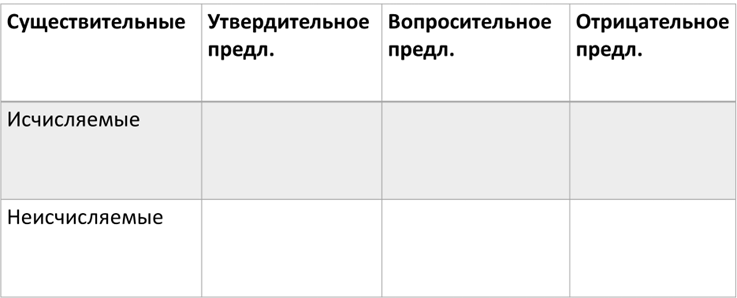 Существительные Утвердительное Вопросительное Отрицательное
предл. предл. предл.
Исчисляемые
Неисчисляемые